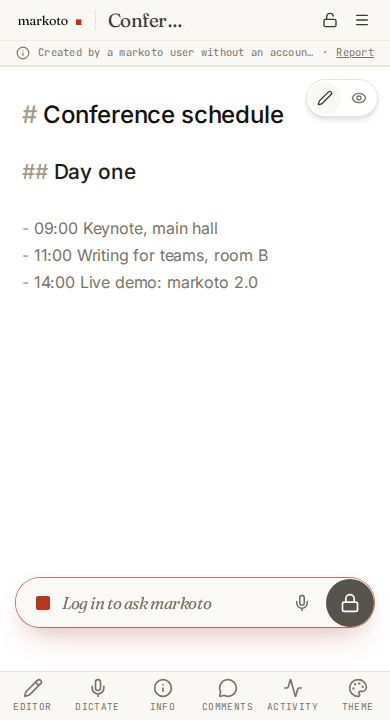 markoto
Confer...
Created by a markoto user without an accoun… · Report
# Conference schedule
## Day one
- 09:00 Keynote, main hall
- 11:00 Writing for teams, room B
- 14:00 Live demo: markoto 2.0
Log in to ask markoto
EDITOR DICTATE INFO COMMENTS ACTIVITY THEME